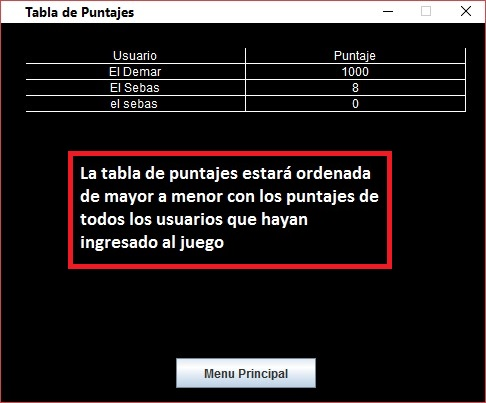 Tabla de Puntajes
Usuario Puntaje
El Demar 1000
El Sebas 8
el sebas 0
La tabla de puntajes estará ordenada
de mayor a menor con los puntajes de
todos los usuarios que hayan
ingresado al juego
Menu Principal